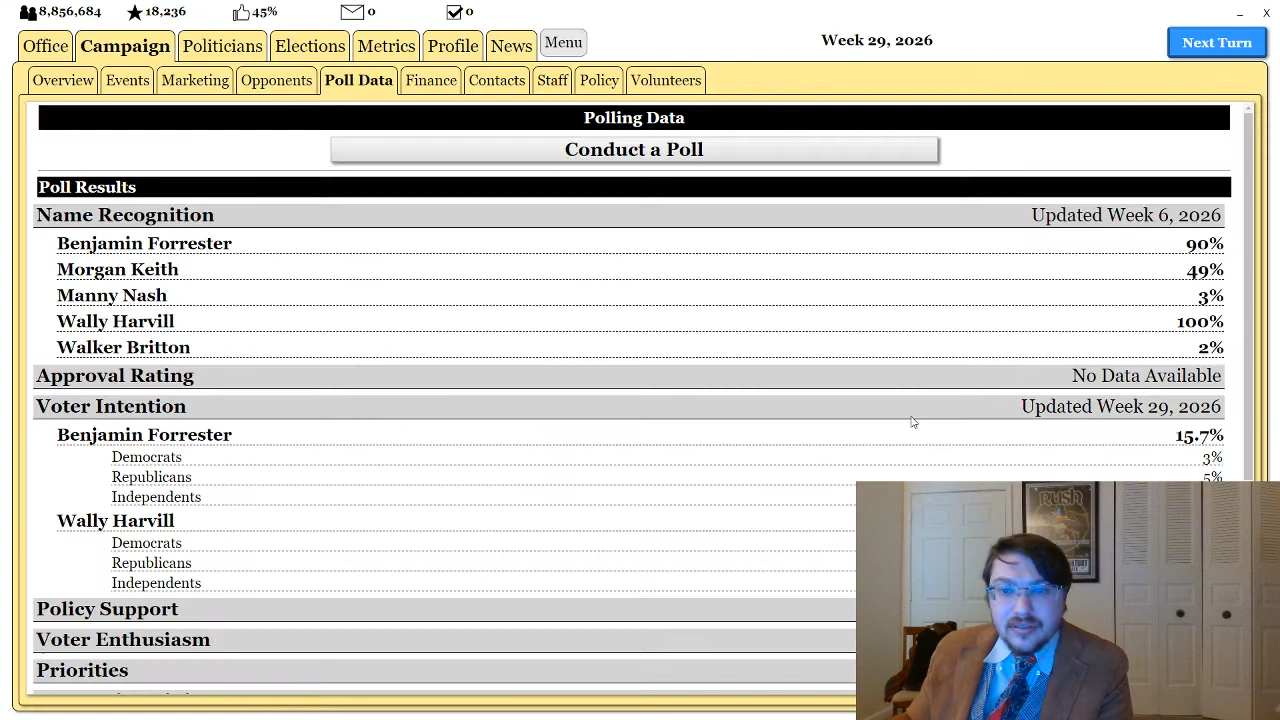 8,856,684 18,236 45% 0 0
_ X
Office Campaign Politicians Elections Metrics Profile News Menu
Week 29, 2026
Next Turn
Overview Events Marketing Opponents Poll Data Finance Contacts Staff Policy Volunteers
Polling Data
Conduct a Poll
Poll Results
Name Recognition Updated Week 6, 2026
Benjamin Forrester 90%
Morgan Keith 49%
Manny Nash 3%
Wally Harvill 100%
Walker Britton 2%
Approval Rating No Data Available
Voter Intention Updated Week 29, 2026
Benjamin Forrester 15.7%
Democrats 3%
Republicans 5%
Independents
Wally Harvill
Democrats
Republicans
Independents
Policy Support
Voter Enthusiasm
Priorities
RUSH